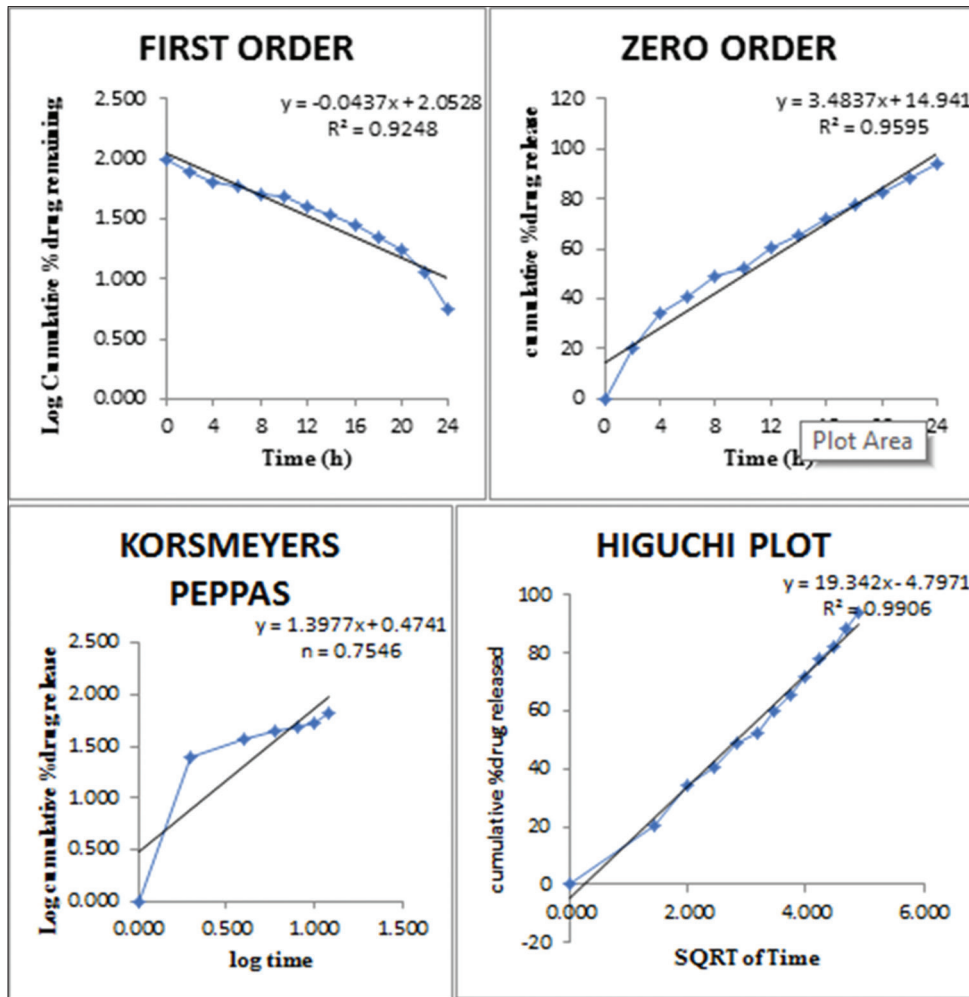 FIRST ORDER
y = -0.0437x + 2.0528
R² = 0.9248
Log Cumulative % drug remaining
2.500
2.000
1.500
1.000
0.500
0.000
0 4 8 12 16 20 24
Time (h)
ZERO ORDER
y = 3.4837x + 14.941
R² = 0.9595
cumulative %drug release
120
100
80
60
40
20
0
0 4 8 12 24
Time (h)
Plot Area
KORSMEYERS
PEPPAS
y = 1.3977x + 0.4741
n = 0.7546
Log cumulative %drug release
2.500
2.000
1.500
1.000
0.500
0.000
0.000 0.500 1.000 1.500
log time
HIGUCHI PLOT
y = 19.342x - 4.7971
R² = 0.9906
cumulative %drug released
100
80
60
40
20
0
-20
0.000 2.000 4.000 6.000
SQRT of Time